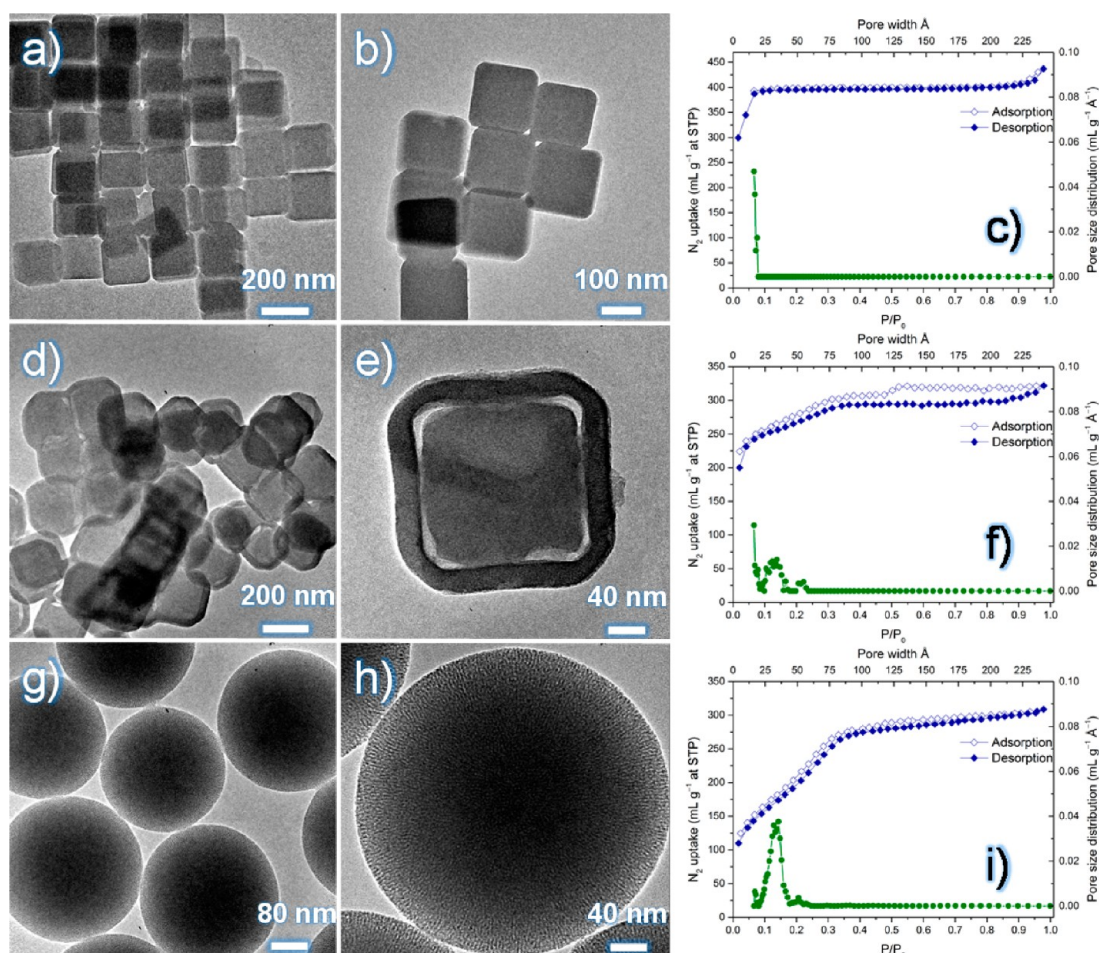 a)
200 nm
b)
100 nm
Pore width Å
0 25 50 75 100 125 150 175 200 225
450
400
350
300
250
200
150
100
50
0
N₂ uptake (mL g⁻¹ at STP)
Adsorption
Desorption
c)
0.10
0.08
0.06
0.04
0.02
0.00
Pore size distribution (mL g⁻¹ Å⁻¹)
0.0 0.1 0.2 0.3 0.4 0.5 0.6 0.7 0.8 0.9 1.0
P/P₀
d)
200 nm
e)
40 nm
Pore width Å
0 25 50 75 100 125 150 175 200 225
350
300
250
200
150
100
50
0
N₂ uptake (mL g⁻¹ at STP)
Adsorption
Desorption
f)
0.10
0.08
0.06
0.04
0.02
0.00
Pore size distribution (mL g⁻¹ Å⁻¹)
0.0 0.1 0.2 0.3 0.4 0.5 0.6 0.7 0.8 0.9 1.0
P/P₀
g)
80 nm
h)
40 nm
Pore width Å
0 25 50 75 100 125 150 175 200 225
350
300
250
200
150
100
50
0
N₂ uptake (mL g⁻¹ at STP)
Adsorption
Desorption
i)
0.10
0.08
0.06
0.04
0.02
0.00
Pore size distribution (mL g⁻¹ Å⁻¹)
0.0 0.1 0.2 0.3 0.4 0.5 0.6 0.7 0.8 0.9 1.0
P/P₀